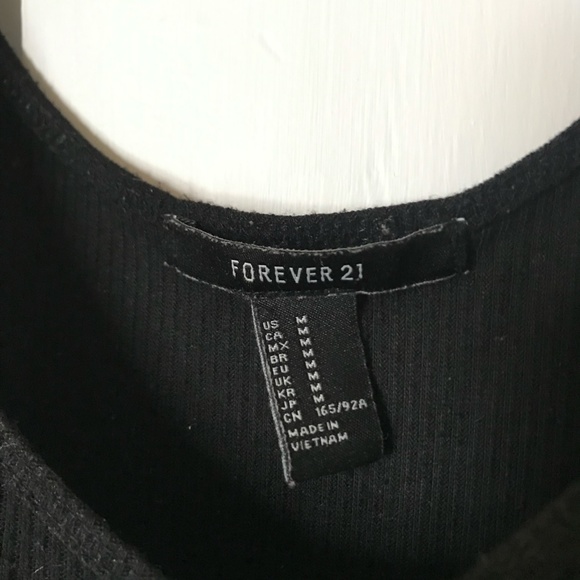 FOREVER 21
US M
CA M
MX M
BR M
EU M
UK M
KR M
JP M
CN 165/92A
MADE IN
VIETNAM